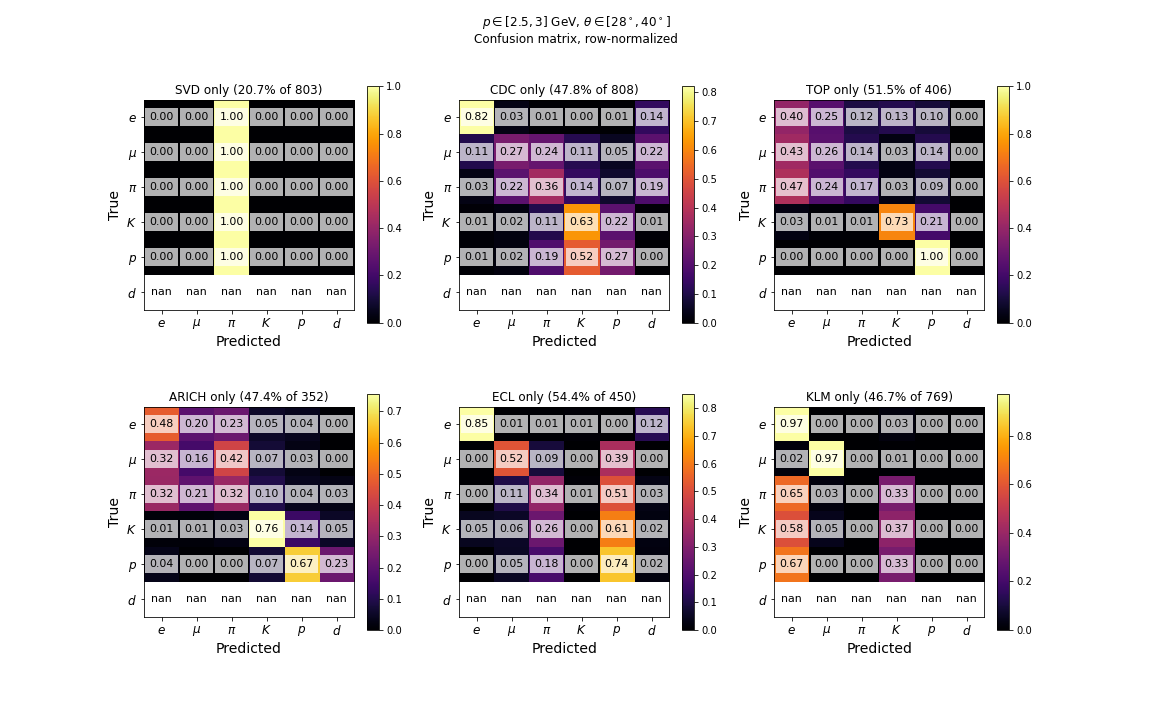 p ∈ [2.5, 3] GeV, θ ∈ [28°, 40°]
Confusion matrix, row-normalized
SVD only (20.7% of 803)
True
e 0.00 0.00 1.00 0.00 0.00 0.00
μ 0.00 0.00 1.00 0.00 0.00 0.00
π 0.00 0.00 1.00 0.00 0.00 0.00
K 0.00 0.00 1.00 0.00 0.00 0.00
p 0.00 0.00 1.00 0.00 0.00 0.00
d nan nan nan nan nan nan
e μ π K p d
Predicted
1.0
0.8
0.6
0.4
0.2
0.0
CDC only (47.8% of 808)
True
e 0.82 0.03 0.01 0.00 0.01 0.14
μ 0.11 0.27 0.24 0.11 0.05 0.22
π 0.03 0.22 0.36 0.14 0.07 0.19
K 0.01 0.02 0.11 0.63 0.22 0.01
p 0.01 0.02 0.19 0.52 0.27 0.00
d nan nan nan nan nan nan
e μ π K p d
Predicted
0.8
0.7
0.6
0.5
0.4
0.3
0.2
0.1
0.0
TOP only (51.5% of 406)
True
e 0.40 0.25 0.12 0.13 0.10 0.00
μ 0.43 0.26 0.14 0.03 0.14 0.00
π 0.47 0.24 0.17 0.03 0.09 0.00
K 0.03 0.01 0.01 0.73 0.21 0.00
p 0.00 0.00 0.00 0.00 1.00 0.00
d nan nan nan nan nan nan
e μ π K p d
Predicted
1.0
0.8
0.6
0.4
0.2
0.0
ARICH only (47.4% of 352)
True
e 0.48 0.20 0.23 0.05 0.04 0.00
μ 0.32 0.16 0.42 0.07 0.03 0.00
π 0.32 0.21 0.32 0.10 0.04 0.03
K 0.01 0.01 0.03 0.76 0.14 0.05
p 0.04 0.00 0.00 0.07 0.67 0.23
d nan nan nan nan nan nan
e μ π K p d
Predicted
0.7
0.6
0.5
0.4
0.3
0.2
0.1
0.0
ECL only (54.4% of 450)
True
e 0.85 0.01 0.01 0.01 0.00 0.12
μ 0.00 0.52 0.09 0.00 0.39 0.00
π 0.00 0.11 0.34 0.01 0.51 0.03
K 0.05 0.06 0.26 0.00 0.61 0.02
p 0.00 0.05 0.18 0.00 0.74 0.02
d nan nan nan nan nan nan
e μ π K p d
Predicted
0.8
0.7
0.6
0.5
0.4
0.3
0.2
0.1
0.0
KLM only (46.7% of 769)
True
e 0.97 0.00 0.00 0.03 0.00 0.00
μ 0.02 0.97 0.00 0.01 0.00 0.00
π 0.65 0.03 0.00 0.33 0.00 0.00
K 0.58 0.05 0.00 0.37 0.00 0.00
p 0.67 0.00 0.00 0.33 0.00 0.00
d nan nan nan nan nan nan
e μ π K p d
Predicted
0.8
0.6
0.4
0.2
0.0